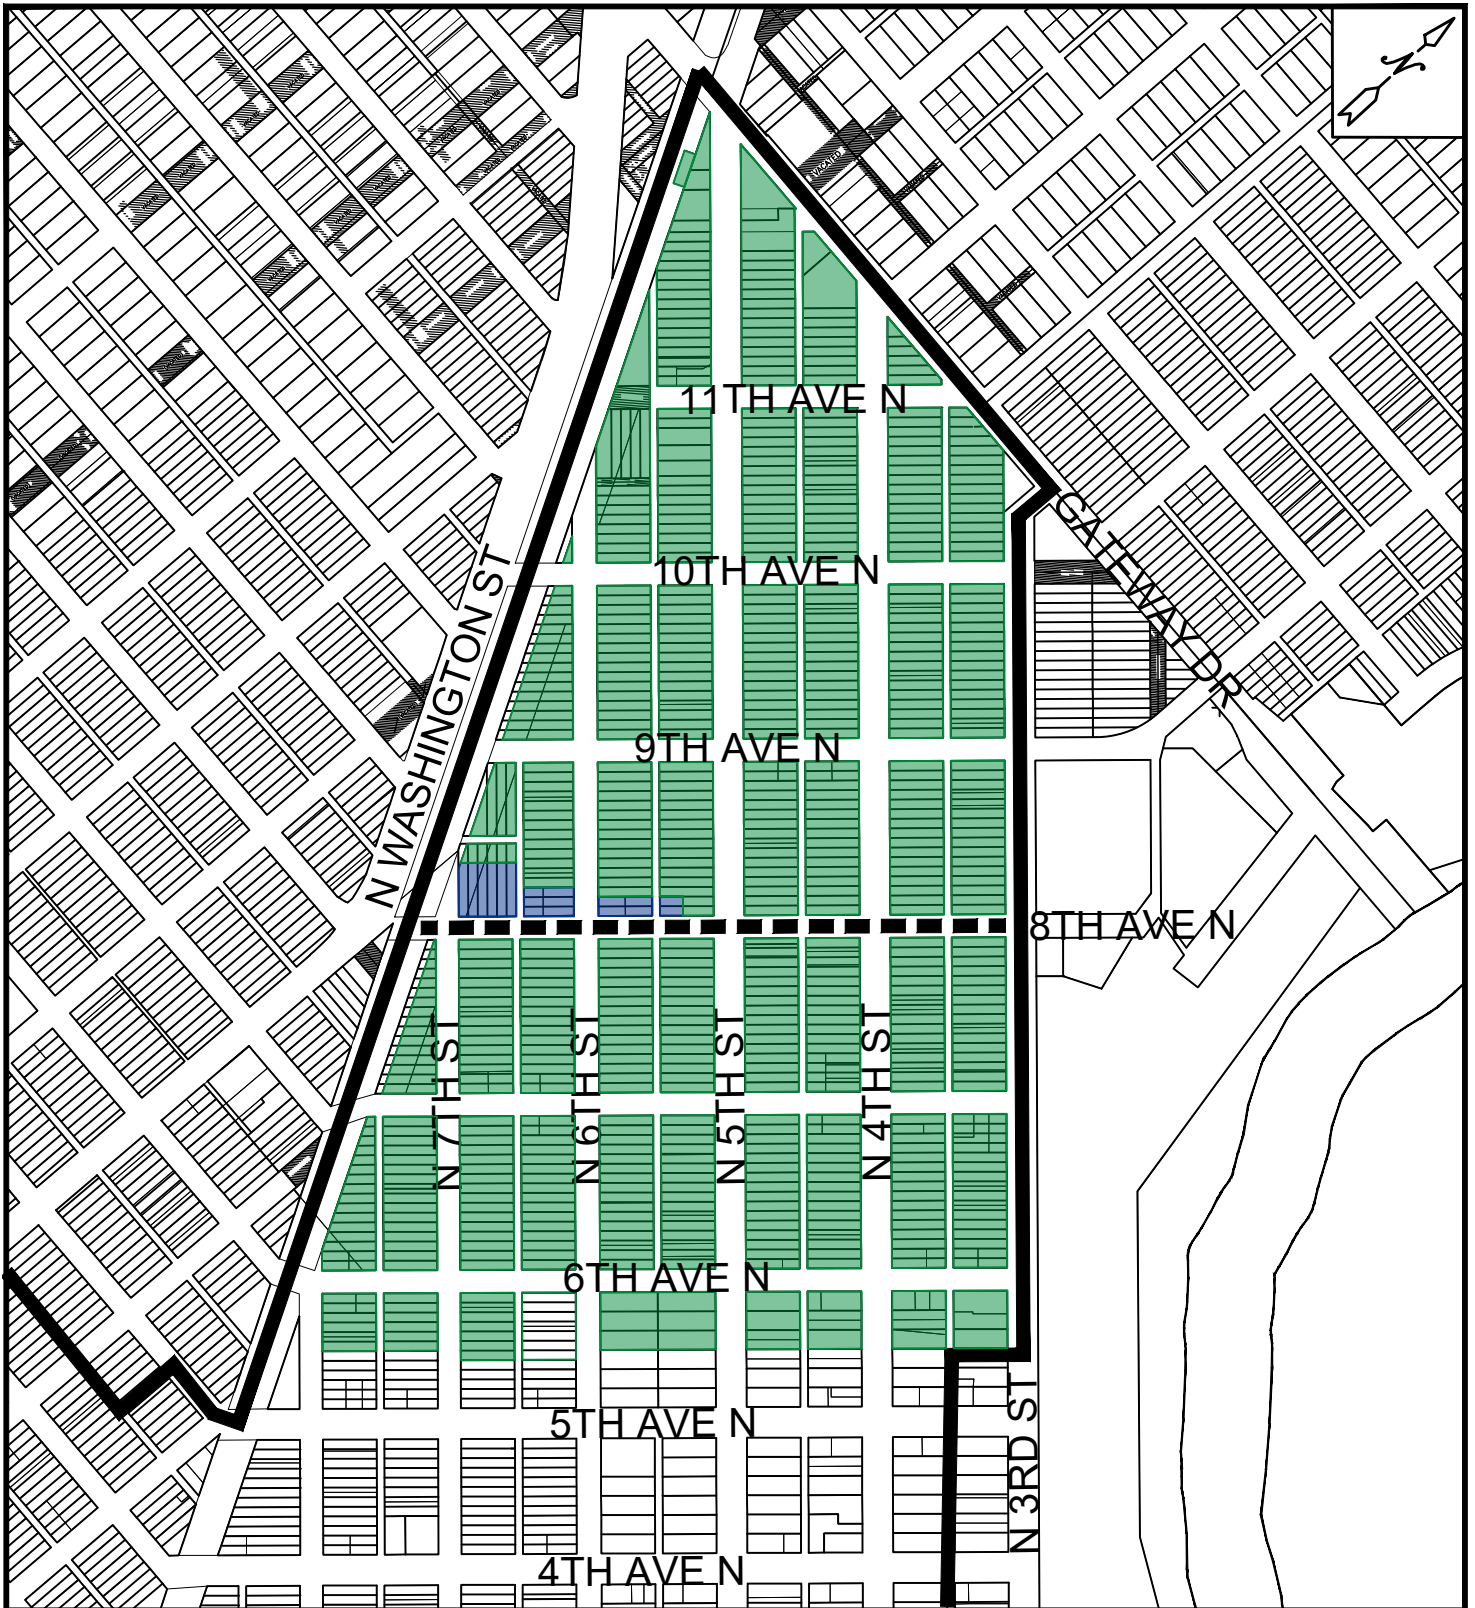 N
VACATED
11TH AVE N
GATEWAY DR
10TH AVE N
N WASHINGTON ST
9TH AVE N
8TH AVE N
N 7TH ST
N 6TH ST
N 5TH ST
N 4TH ST
6TH AVE N
5TH AVE N
N 3RD ST
4TH AVE N